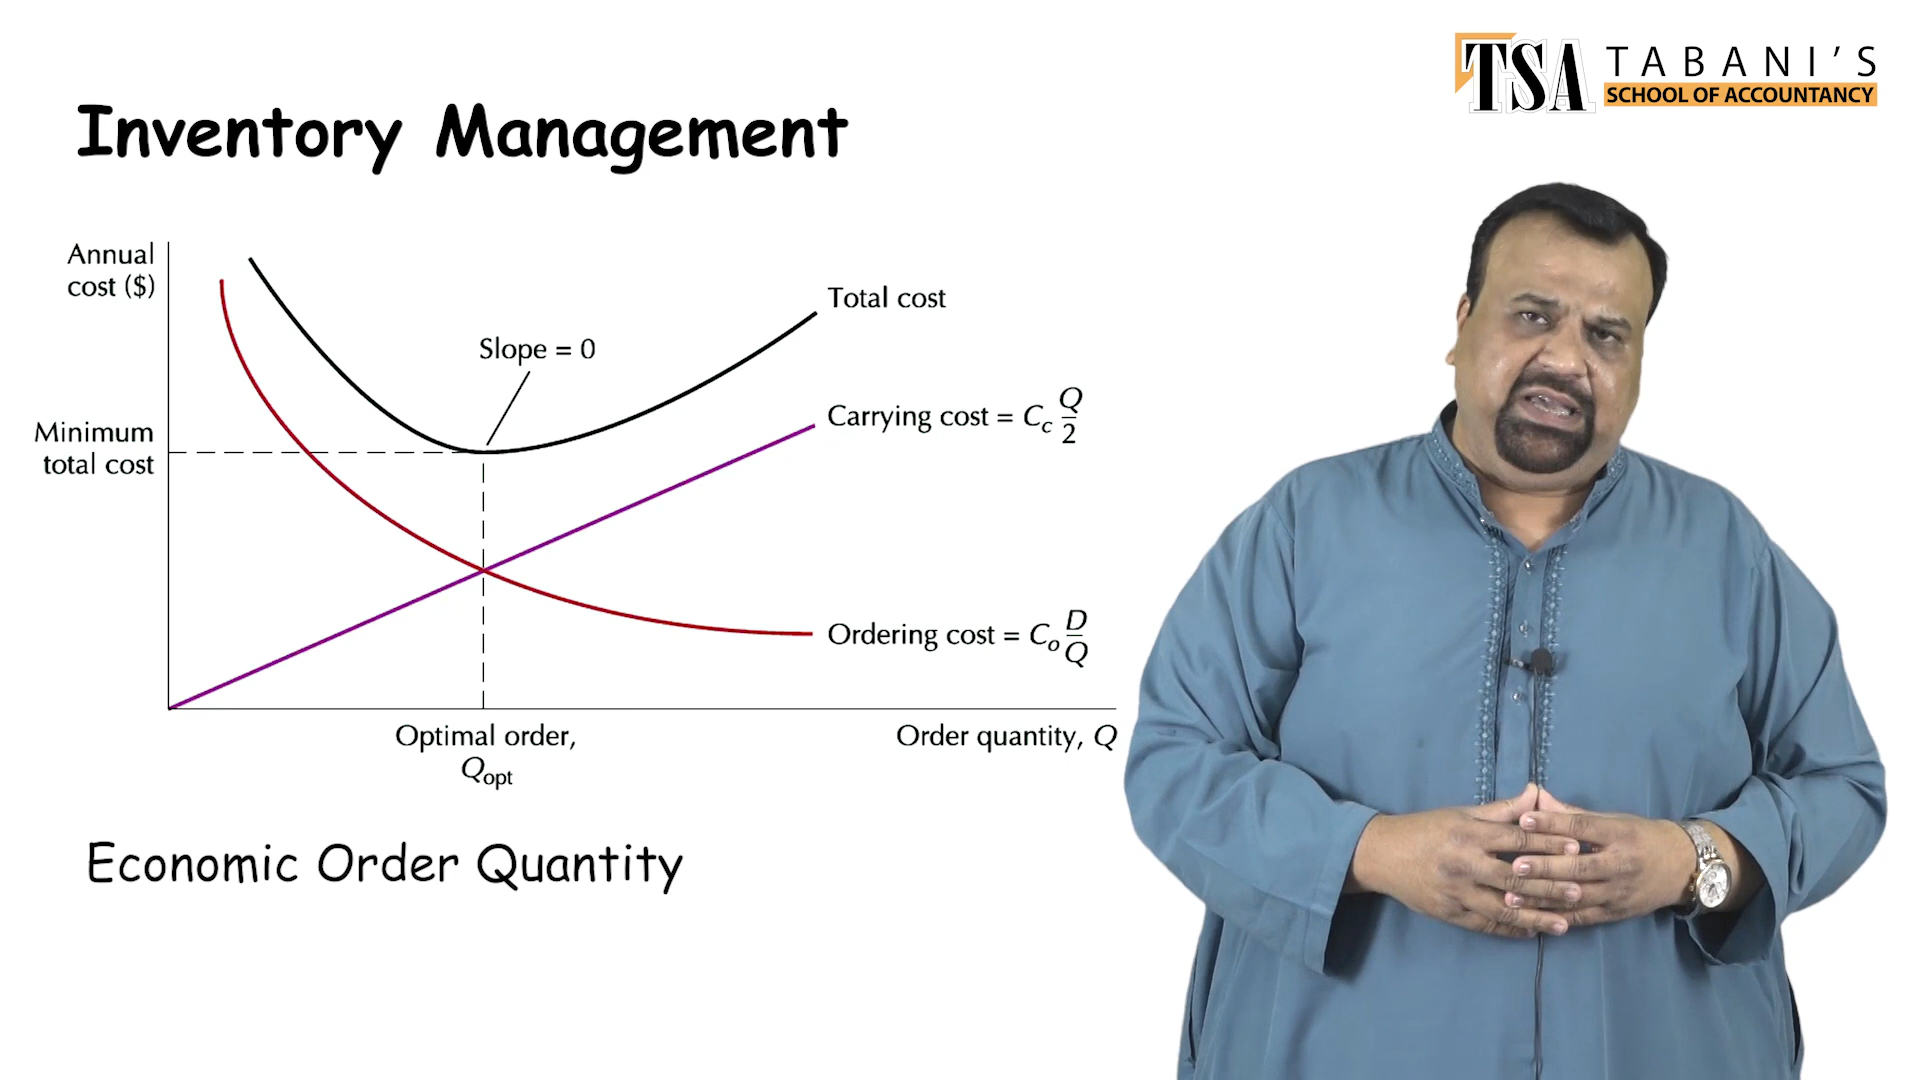 TSA TABANI'S
SCHOOL OF ACCOUNTANCY
Inventory Management
Annual
cost ($)
Total cost
Slope = 0
Carrying cost = C_c Q/2
Minimum
total cost
Ordering cost = C_o D/Q
Optimal order,
Q_opt
Order quantity, Q
Economic Order Quantity